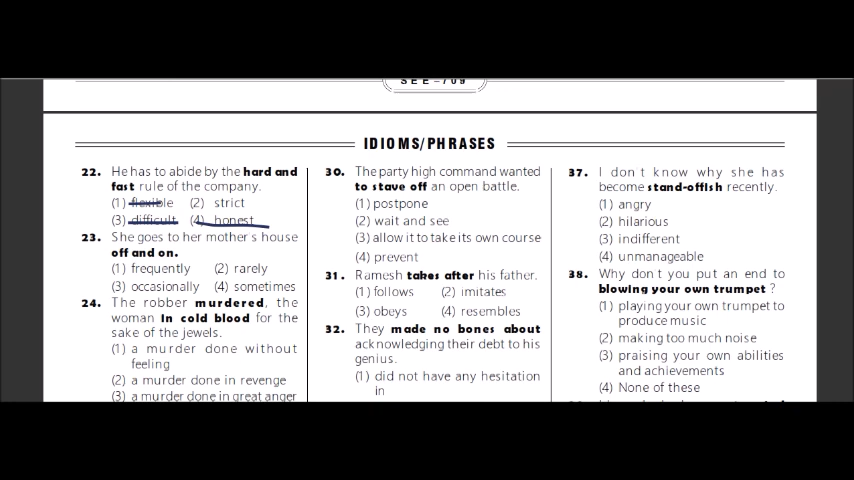 SEE-709
IDIOMS/PHRASES
22. He has to abide by the hard and
fast rule of the company.
(1) flexible (2) strict
(3) difficult (4) honest
23. She goes to her mother's house
off and on.
(1) frequently (2) rarely
(3) occasionally (4) sometimes
24. The robber murdered, the
woman in cold blood for the
sake of the jewels.
(1) a murder done without
feeling
(2) a murder done in revenge
(3) a murder done in great anger
30. The party high command wanted
to stave off an open battle.
(1) postpone
(2) wait and see
(3) allow it to take its own course
(4) prevent
31. Ramesh takes after his father.
(1) follows (2) imitates
(3) obeys (4) resembles
32. They made no bones about
acknowledging their debt to his
genius.
(1) did not have any hesitation
in
37. I don t know why she has
become stand-offish recently.
(1) angry
(2) hilarious
(3) indifferent
(4) unmanageable
38. Why don t you put an end to
blowing your own trumpet ?
(1) playing your own trumpet to
produce music
(2) making too much noise
(3) praising your own abilities
and achievements
(4) None of these